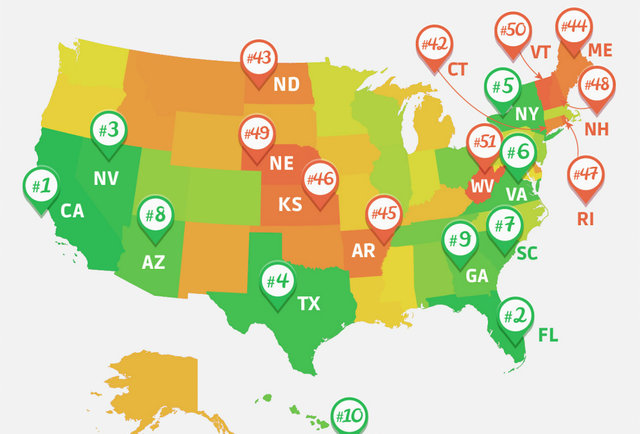 #50
#44
#42
#43
VT
ME
CT
#5
#48
ND
NY
#3
#49
#51
#6
NH
NE
#1
NV
#46
WV
VA
#47
CA
KS
#8
#45
RI
#7
#9
AR
SC
AZ
GA
#4
TX
#2
FL
#10